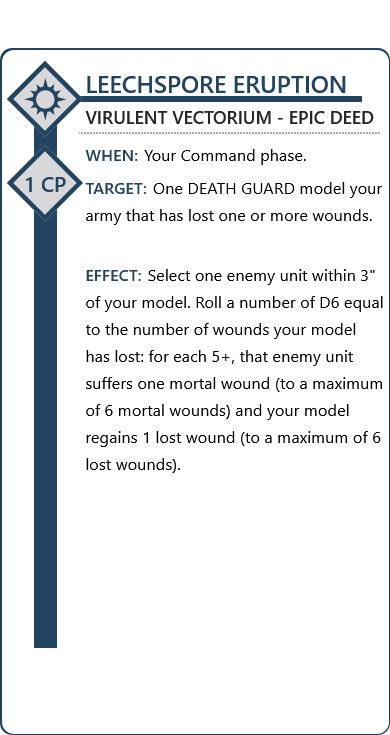 LEECHSPORE ERUPTION
VIRULENT VECTORIUM - EPIC DEED
WHEN: Your Command phase.
1 CP
TARGET: One DEATH GUARD model your
army that has lost one or more wounds.
EFFECT: Select one enemy unit within 3"
of your model. Roll a number of D6 equal
to the number of wounds your model
has lost: for each 5+, that enemy unit
suffers one mortal wound (to a maximum
of 6 mortal wounds) and your model
regains 1 lost wound (to a maximum of 6
lost wounds).